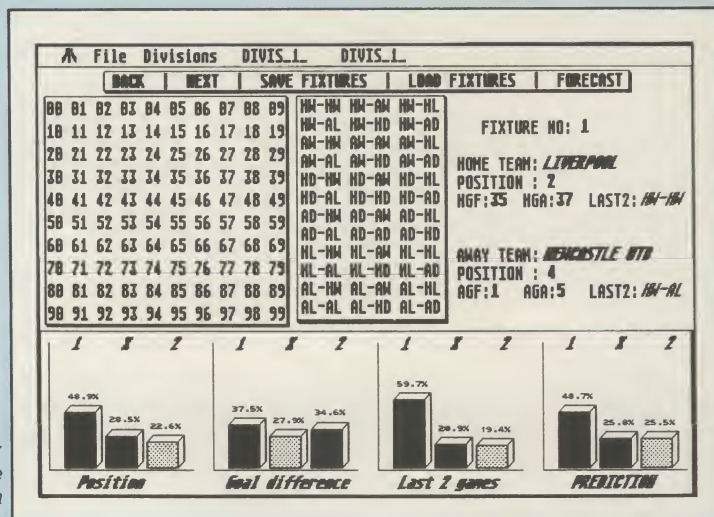 File Divisions DIVIS_1_ DIVIS_1_
BACK | NEXT | SAVE FIXTURES | LOAD FIXTURES | FORECAST
00 01 02 03 04 05 06 07 08 09
10 11 12 13 14 15 16 17 18 19
20 21 22 23 24 25 26 27 28 29
30 31 32 33 34 35 36 37 38 39
40 41 42 43 44 45 46 47 48 49
50 51 52 53 54 55 56 57 58 59
60 61 62 63 64 65 66 67 68 69
70 71 72 73 74 75 76 77 78 79
80 81 82 83 84 85 86 87 88 89
90 91 92 93 94 95 96 97 98 99
HW-HW HW-AW HW-HL
HW-AL HW-HD HW-AD
AW-HW AW-AW AW-HL
AW-AL AW-HD AW-AD
HD-HW HD-AW HD-HL
HD-AL HD-HD HD-AD
AD-HW AD-AW AD-HL
AD-AL AD-HD AD-AD
HL-HW HL-AW HL-HL
HL-AL HL-HD HL-AD
AL-HW AL-AW AL-HL
AL-AL AL-HD AL-AD
FIXTURE NO: 1
HOME TEAM: LIVERPOOL
POSITION : 2
HGF:35 HGA:37 LAST2: HW-HW
AWAY TEAM: NEWCASTLE UTD
POSITION : 4
AGF:1 AGA:5 LAST2: HW-AL
1 X 2
48.9% 28.5% 22.6%
Position
1 X 2
37.5% 27.9% 34.6%
Goal difference
1 X 2
59.7% 20.9% 19.4%
Last 2 games
1 X 2
48.7% 25.8% 25.5%
PREDICTION